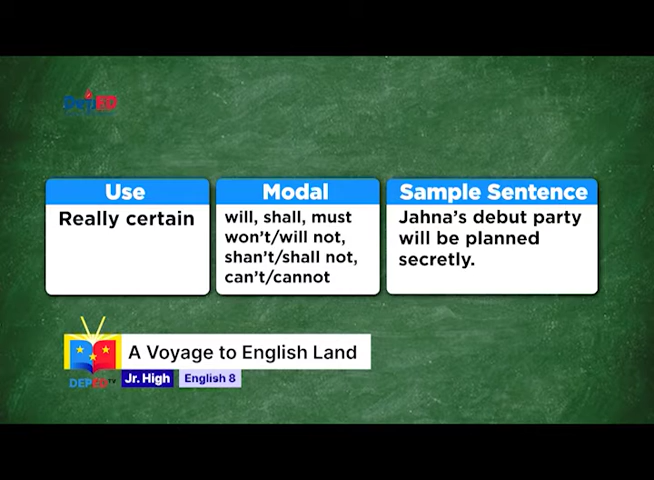 DepED
Use
Modal
Sample Sentence
Really certain
will, shall, must
won't/will not,
shan't/shall not,
can't/cannot
Jahna's debut party
will be planned
secretly.
A Voyage to English Land
DEPED TV
Jr. High
English 8